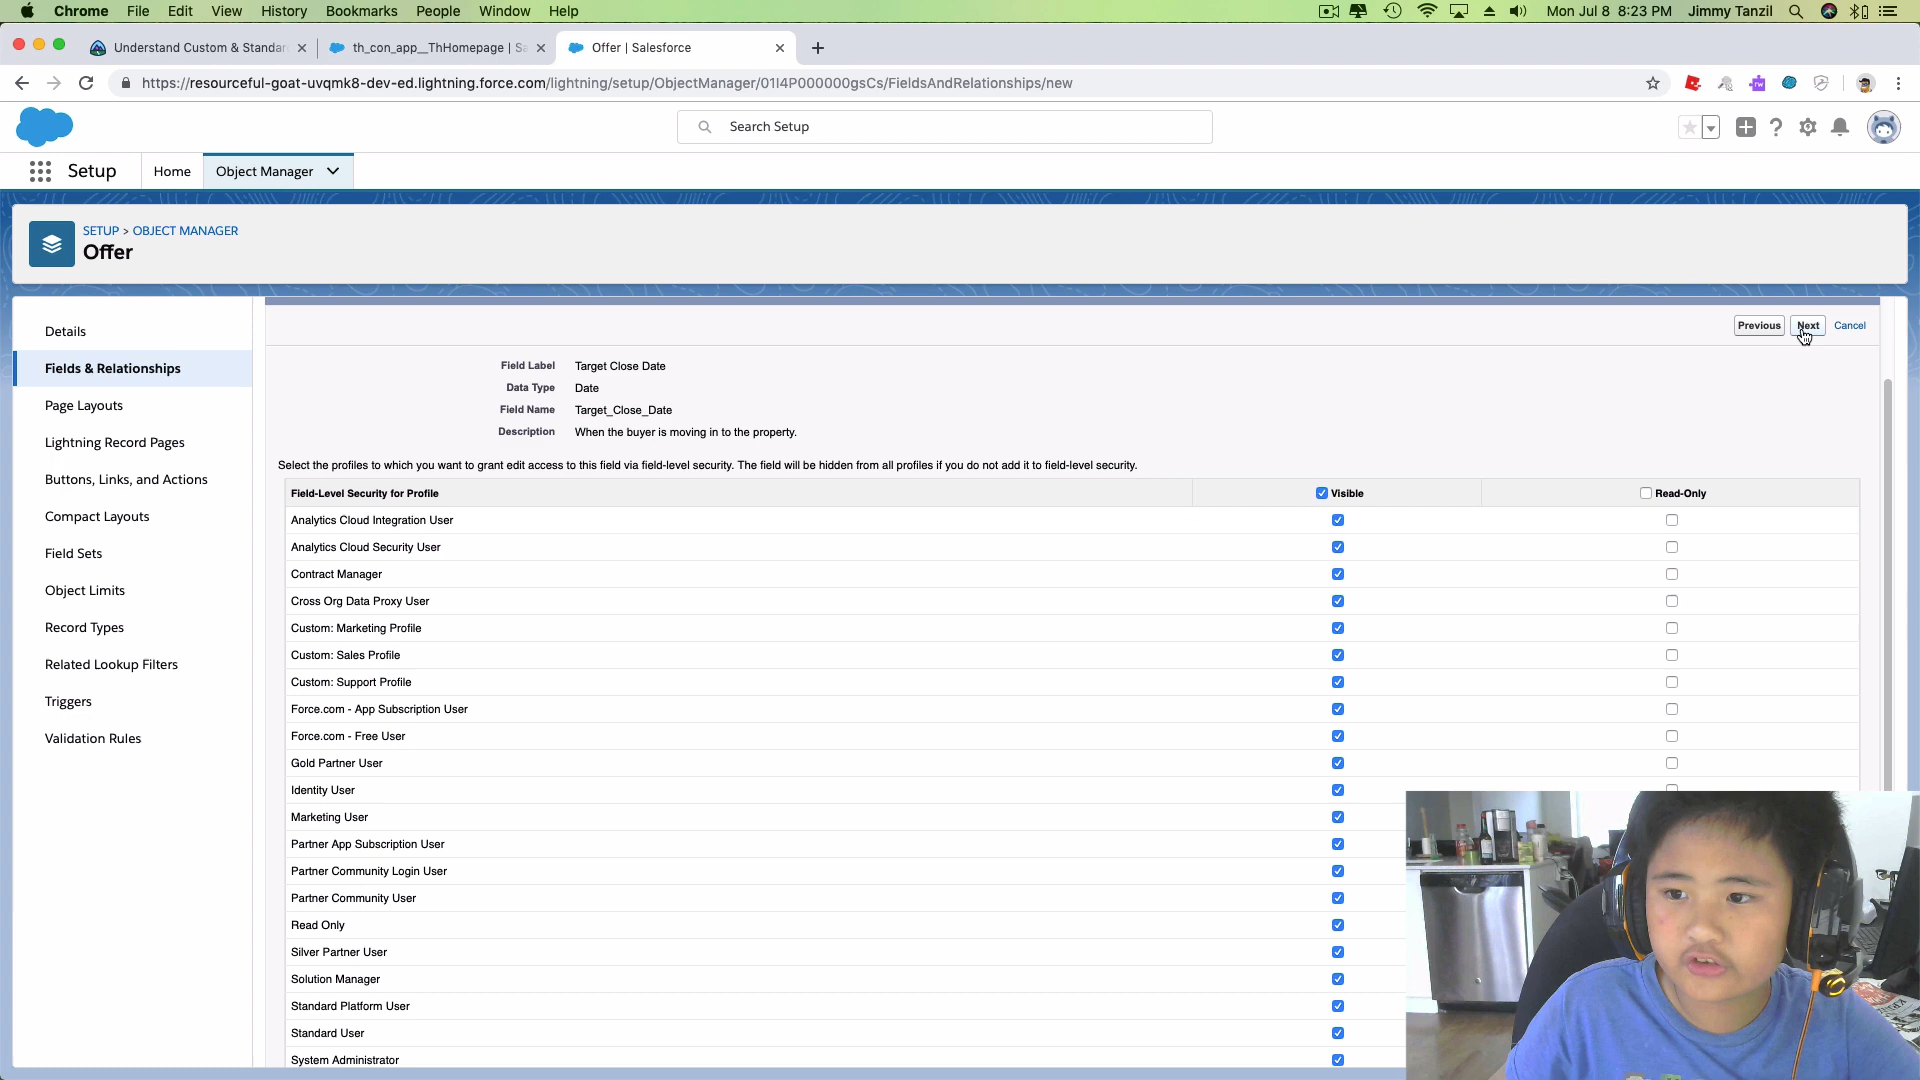 Chrome File Edit View History Bookmarks People Window Help Mon Jul 8 8:23 PM Jimmy Tanzil
Understand Custom & Standar th_con_app__ThHomepage | Sa Offer | Salesforce
https://resourceful-goat-uvqmk8-dev-ed.lightning.force.com/lightning/setup/ObjectManager/01I4P000000gsCs/FieldsAndRelationships/new
Search Setup
Setup Home Object Manager
SETUP > OBJECT MANAGER
Offer
Details
Fields & Relationships
Page Layouts
Lightning Record Pages
Buttons, Links, and Actions
Compact Layouts
Field Sets
Object Limits
Record Types
Related Lookup Filters
Triggers
Validation Rules
Previous Next Cancel
Field Label Target Close Date
Data Type Date
Field Name Target_Close_Date
Description When the buyer is moving in to the property.
Select the profiles to which you want to grant edit access to this field via field-level security. The field will be hidden from all profiles if you do not add it to field-level security.
Field-Level Security for Profile Visible Read-Only
Analytics Cloud Integration User
Analytics Cloud Security User
Contract Manager
Cross Org Data Proxy User
Custom: Marketing Profile
Custom: Sales Profile
Custom: Support Profile
Force.com - App Subscription User
Force.com - Free User
Gold Partner User
Identity User
Marketing User
Partner App Subscription User
Partner Community Login User
Partner Community User
Read Only
Silver Partner User
Solution Manager
Standard Platform User
Standard User
System Administrator